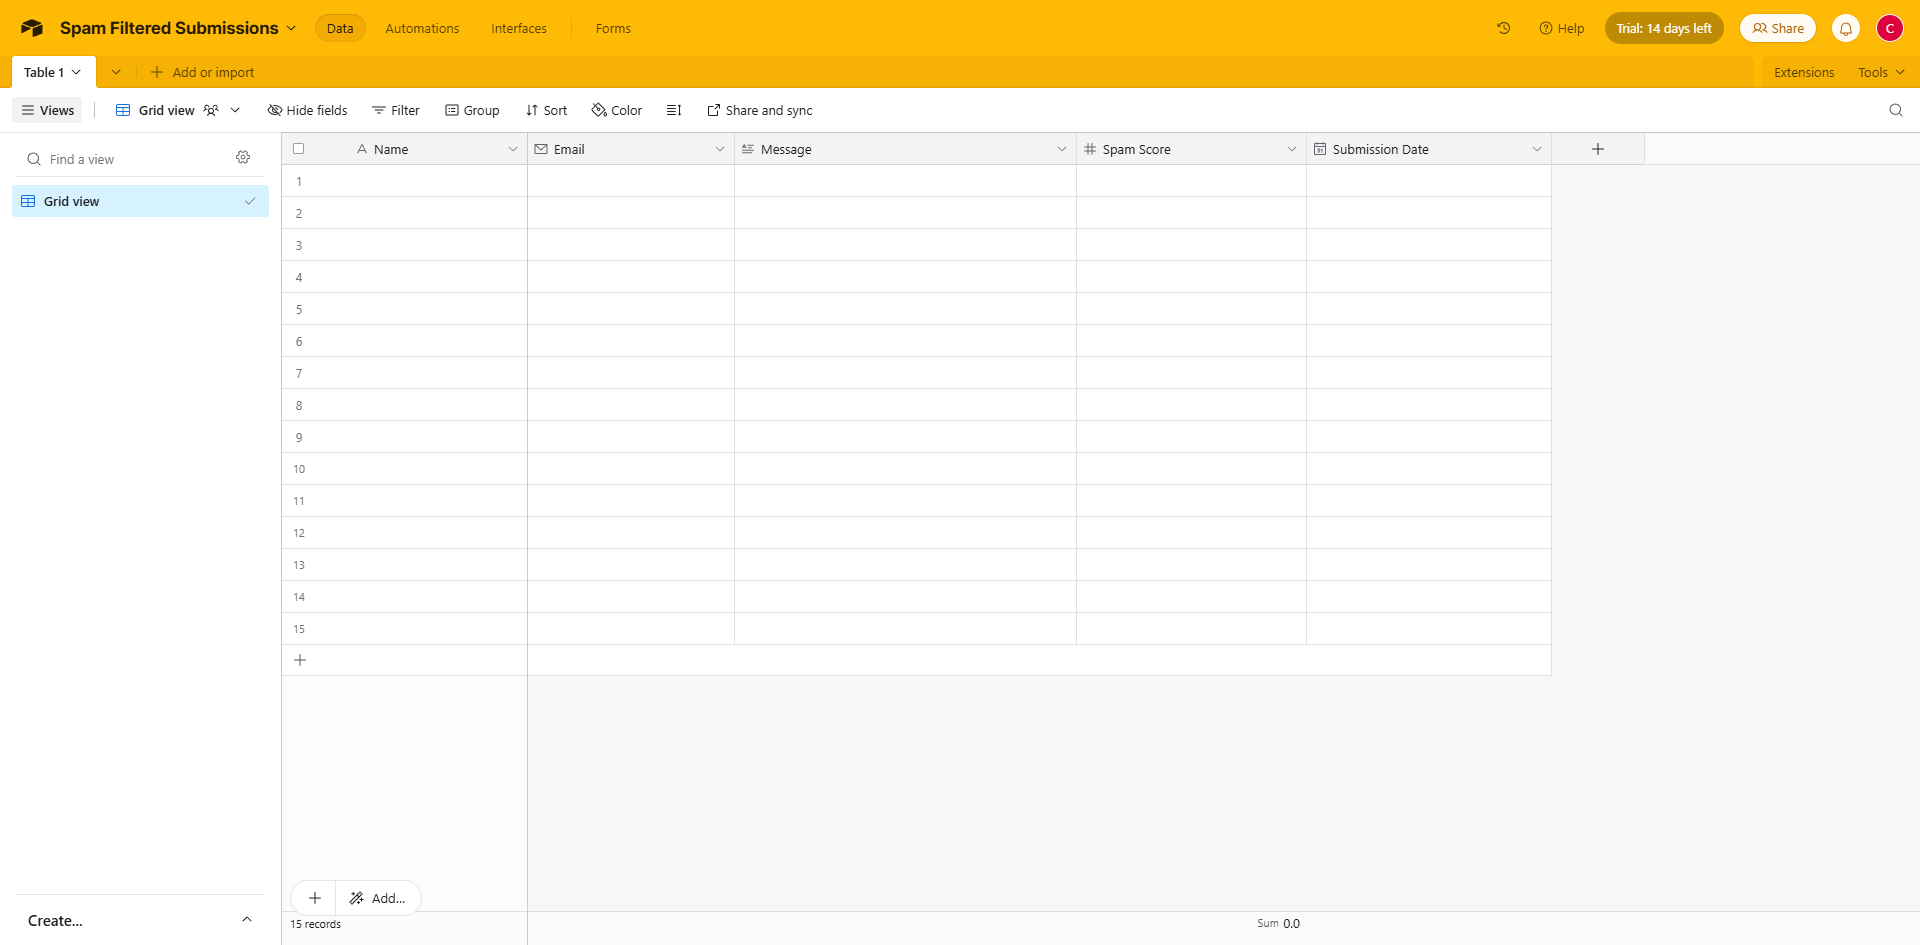 Spam Filtered Submissions
Data
Automations
Interfaces
Forms
Help
Trial: 14 days left
Share
C
Table 1
Add or import
Extensions
Tools
Views
Grid view
Hide fields
Filter
Group
Sort
Color
Share and sync
Find a view
Grid view
Name
Email
Message
Spam Score
Submission Date
1
2
3
4
5
6
7
8
9
10
11
12
13
14
15
Add...
Create...
15 records
Sum 0.0